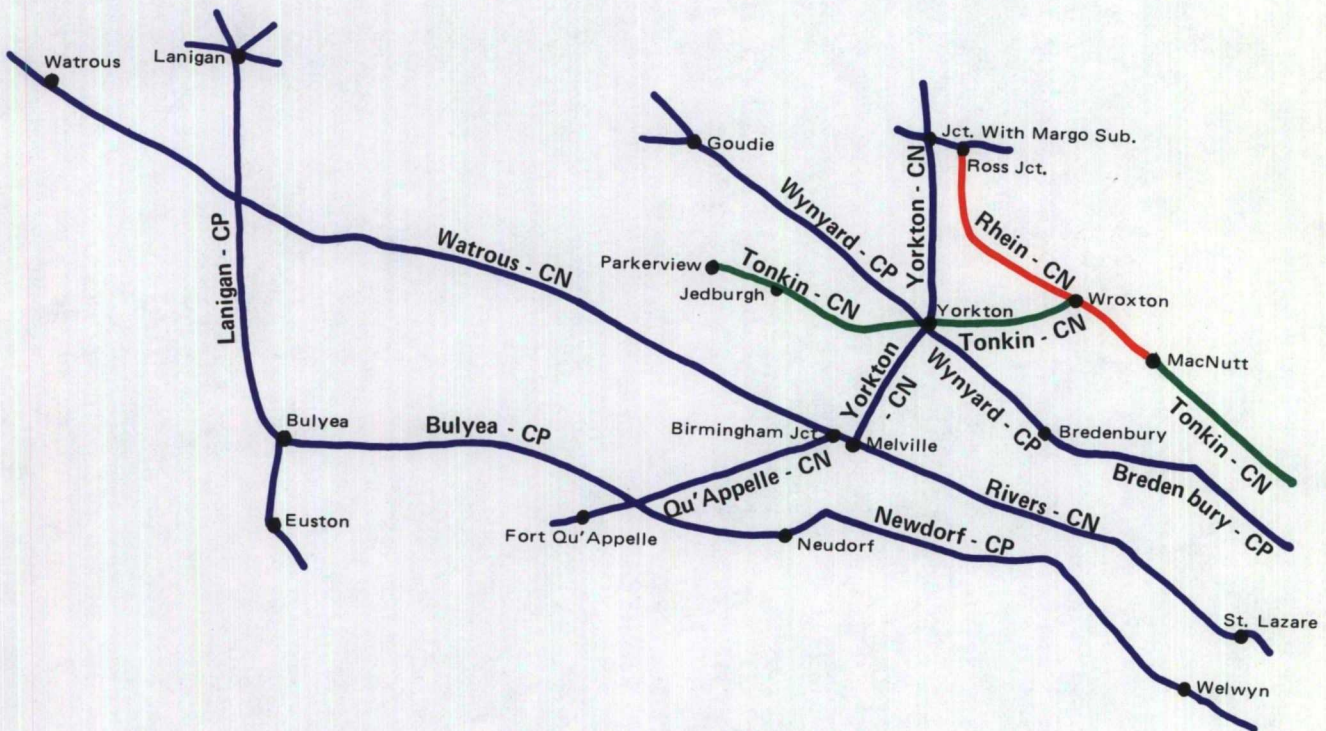 Watrous
Lanigan
Goudie
Jct. With Margo Sub.
Ross Jct.
Lanigan - CP
Watrous - CN
Wynyard - CP
Yorkton - CN
Rhein - CN
Parkerview
Jedburgh
Tonkin - CN
Yorkton
Tonkin - CN
Wroxton
MacNutt
Tonkin - CN
Yorkton
- CN
Wynyard - CP
Bulyea
Bulyea - CP
Birmingham Jct.
Melville
Bredenbury
Breden bury - CP
Qu'Appelle - CN
Rivers - CN
Euston
Fort Qu'Appelle
Neudorf
Newdorf - CP
St. Lazare
Welwyn